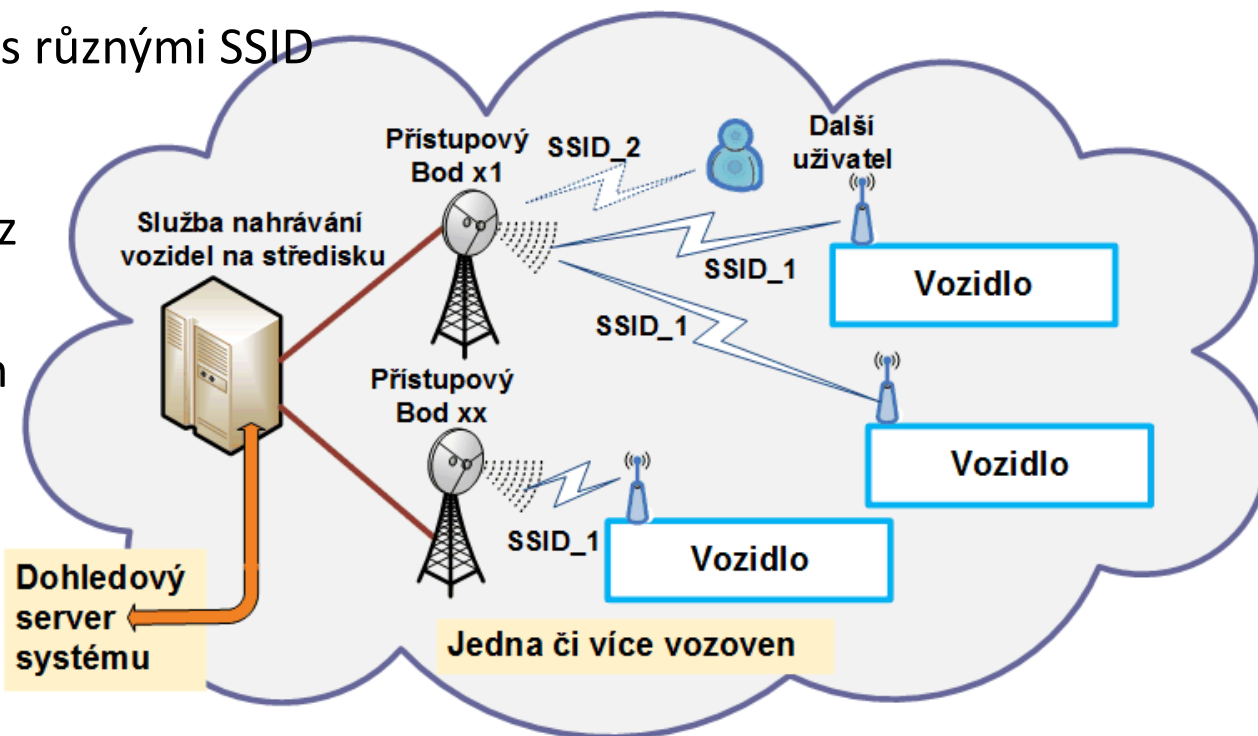 s různými SSID
Přístupový
Bod x1
SSID_2
Další
uživatel
z
Služba nahrávání
vozidel na středisku
SSID_1
Vozidlo
SSID_1
Přístupový
Bod xx
Vozidlo
SSID_1
Vozidlo
Dohledový
server
systému
Jedna či více vozoven